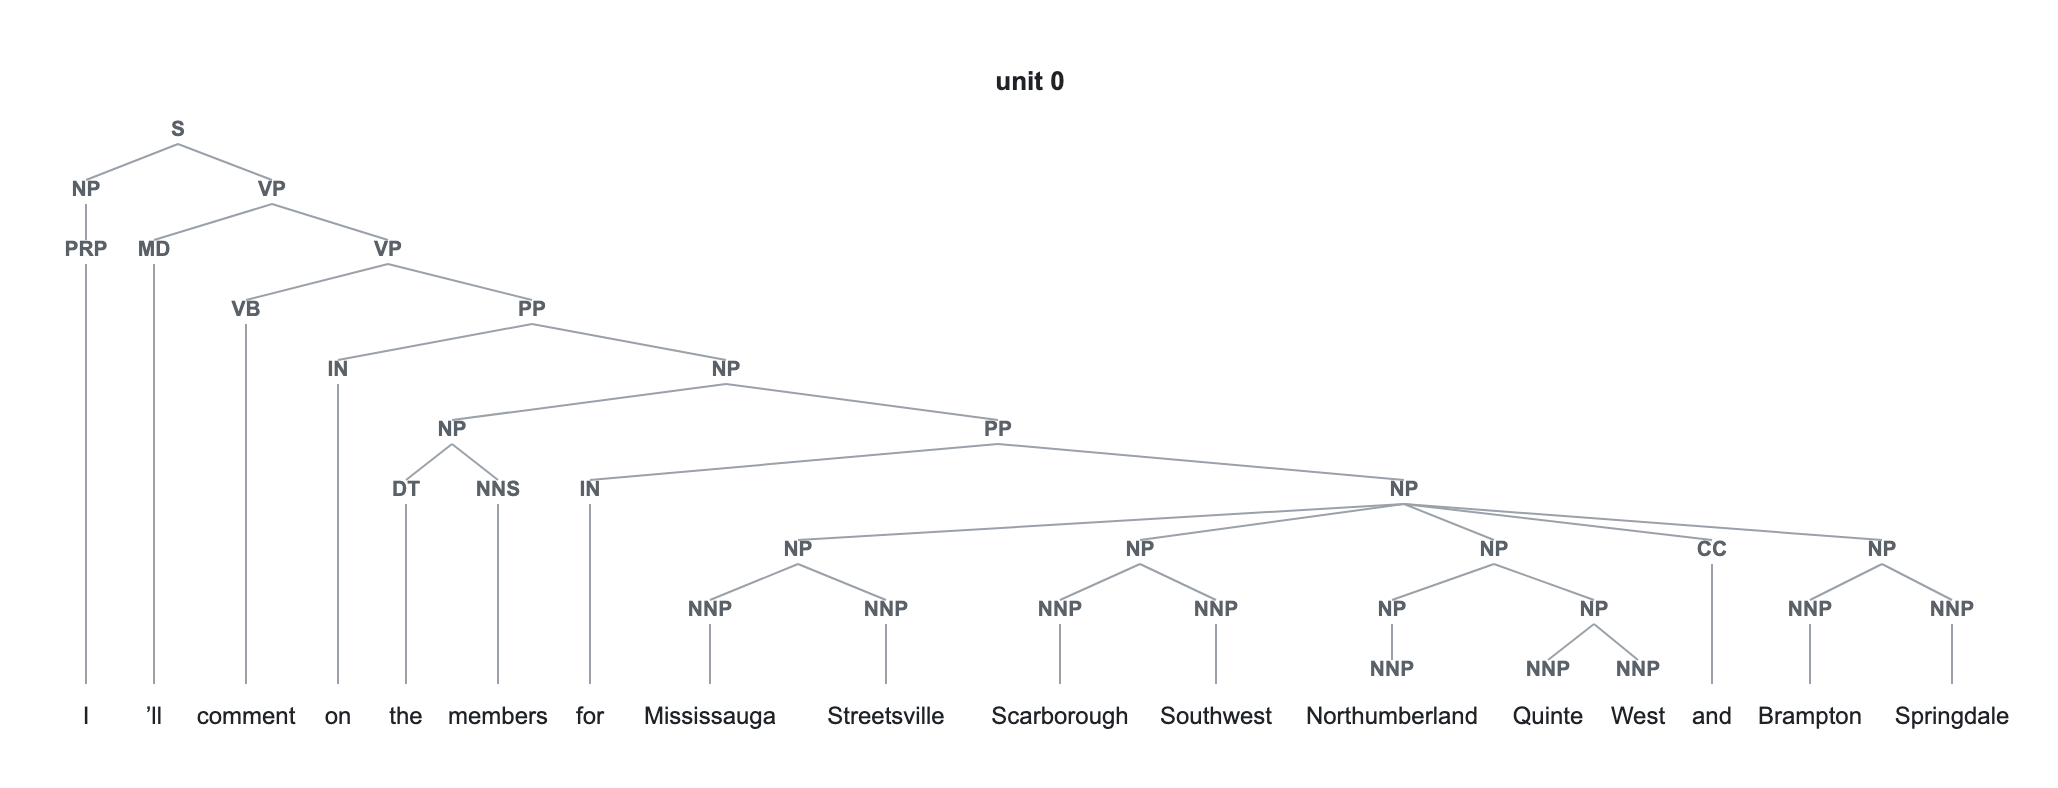 unit 0
S
NP VP
PRP MD VP
VB PP
IN NP
NP PP
DT NNS IN NP
NP NP NP CC NP
NNP NNP NNP NNP NP NP NNP NNP
NNP NNP NNP
I ’ll comment on the members for Mississauga Streetsville Scarborough Southwest Northumberland Quinte West and Brampton Springdale